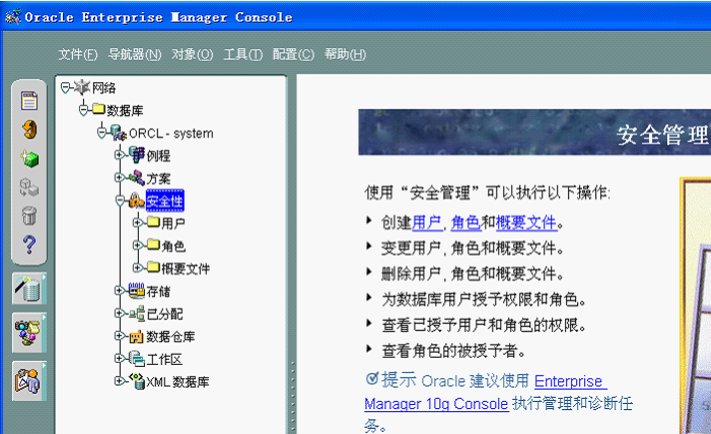 Oracle Enterprise Manager Console
文件(F) 导航器(N) 对象(O) 工具(T) 配置(C) 帮助(H)
网络
数据库
ORCL - system
例程
方案
安全性
用户
角色
概要文件
存储
已分配
数据仓库
工作区
XML 数据库
安全管理
使用“安全管理”可以执行以下操作:
创建用户, 角色和概要文件。
变更用户, 角色和概要文件。
删除用户, 角色和概要文件。
为数据库用户授予权限和角色。
查看已授予用户和角色的权限。
查看角色的被授予者。
提示 Oracle 建议使用 Enterprise
Manager 10g Console 执行管理和诊断任
务。